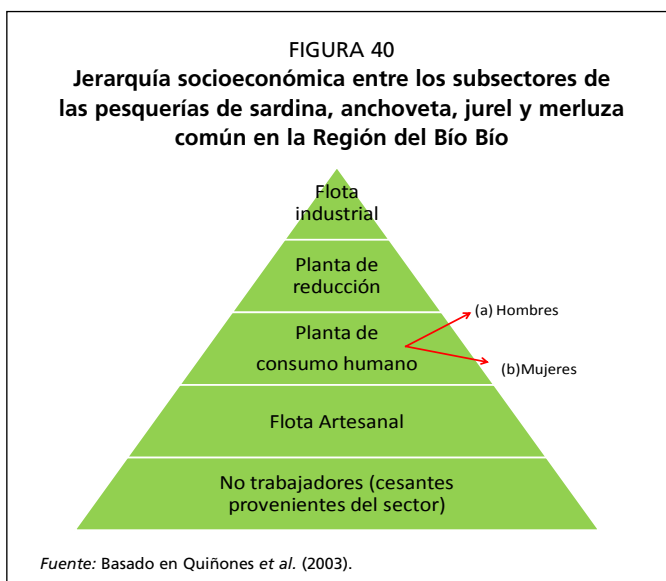 FIGURA 40
Jerarquía socioeconómica entre los subsectores de
las pesquerías de sardina, anchoveta, jurel y merluza
común en la Región del Bío Bío
Flota
industrial
Planta de
reducción
(a) Hombres
Planta de
consumo humano
(b)Mujeres
Flota Artesanal
No trabajadores (cesantes
provenientes del sector)
Fuente: Basado en Quiñones et al. (2003).